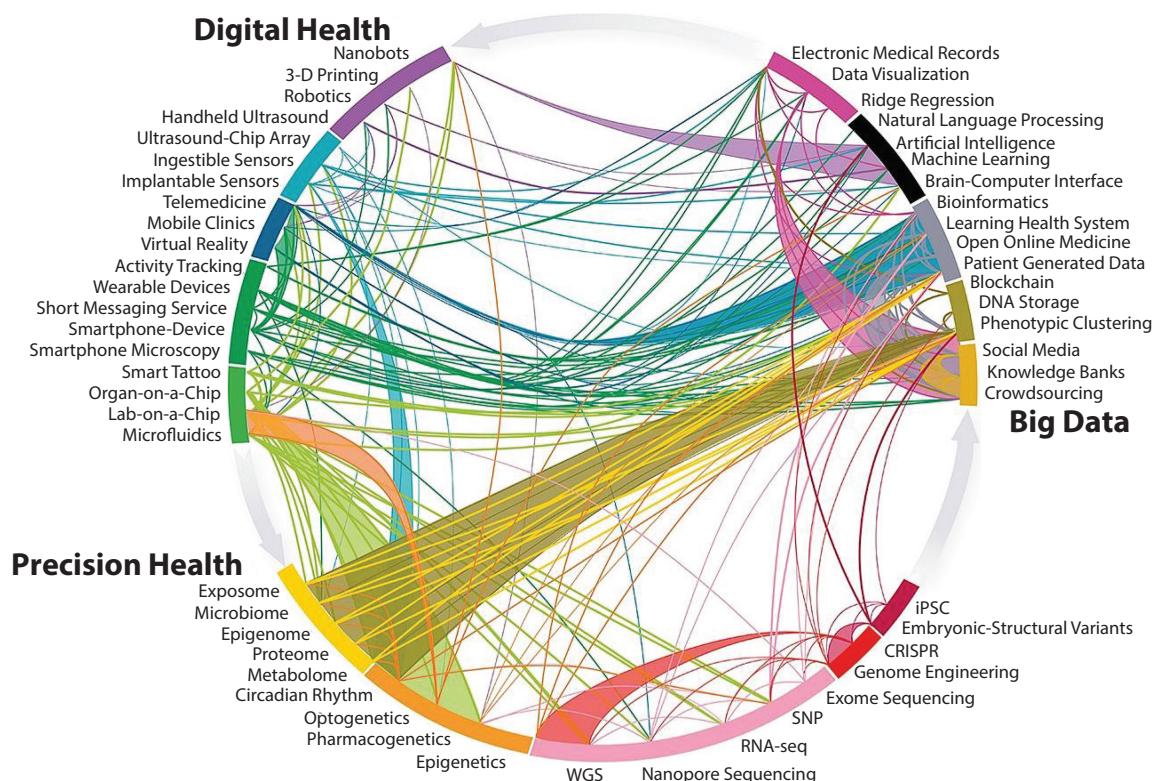 Digital Health
Nanobots
3-D Printing
Robotics
Handheld Ultrasound
Ultrasound-Chip Array
Ingestible Sensors
Implantable Sensors
Telemedicine
Mobile Clinics
Virtual Reality
Activity Tracking
Wearable Devices
Short Messaging Service
Smartphone-Device
Smartphone Microscopy
Smart Tattoo
Organ-on-a-Chip
Lab-on-a-Chip
Microfluidics
Electronic Medical Records
Data Visualization
Ridge Regression
Natural Language Processing
Artificial Intelligence
Machine Learning
Brain-Computer Interface
Bioinformatics
Learning Health System
Open Online Medicine
Patient Generated Data
Blockchain
DNA Storage
Phenotypic Clustering
Social Media
Knowledge Banks
Crowdsourcing
Big Data
Precision Health
Exposome
Microbiome
Epigenome
Proteome
Metabolome
Circadian Rhythm
Optogenetics
Pharmacogenetics
Epigenetics
WGS
Nanopore Sequencing
RNA-seq
SNP
Exome Sequencing
Genome Engineering
CRISPR
Embryonic-Structural Variants
iPSC